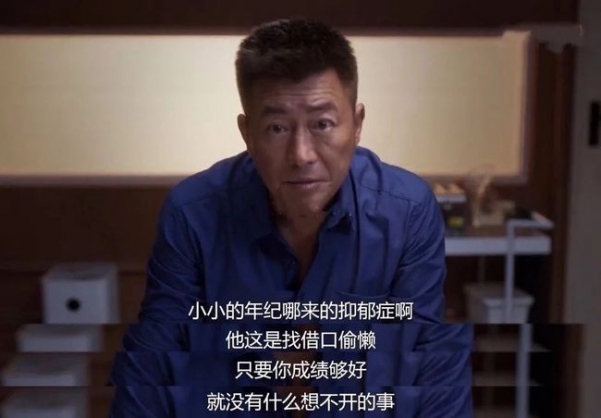 小小的年纪哪来的抑郁症啊
他这是找借口偷懒
只要你成绩够好
就没有什么想不开的事